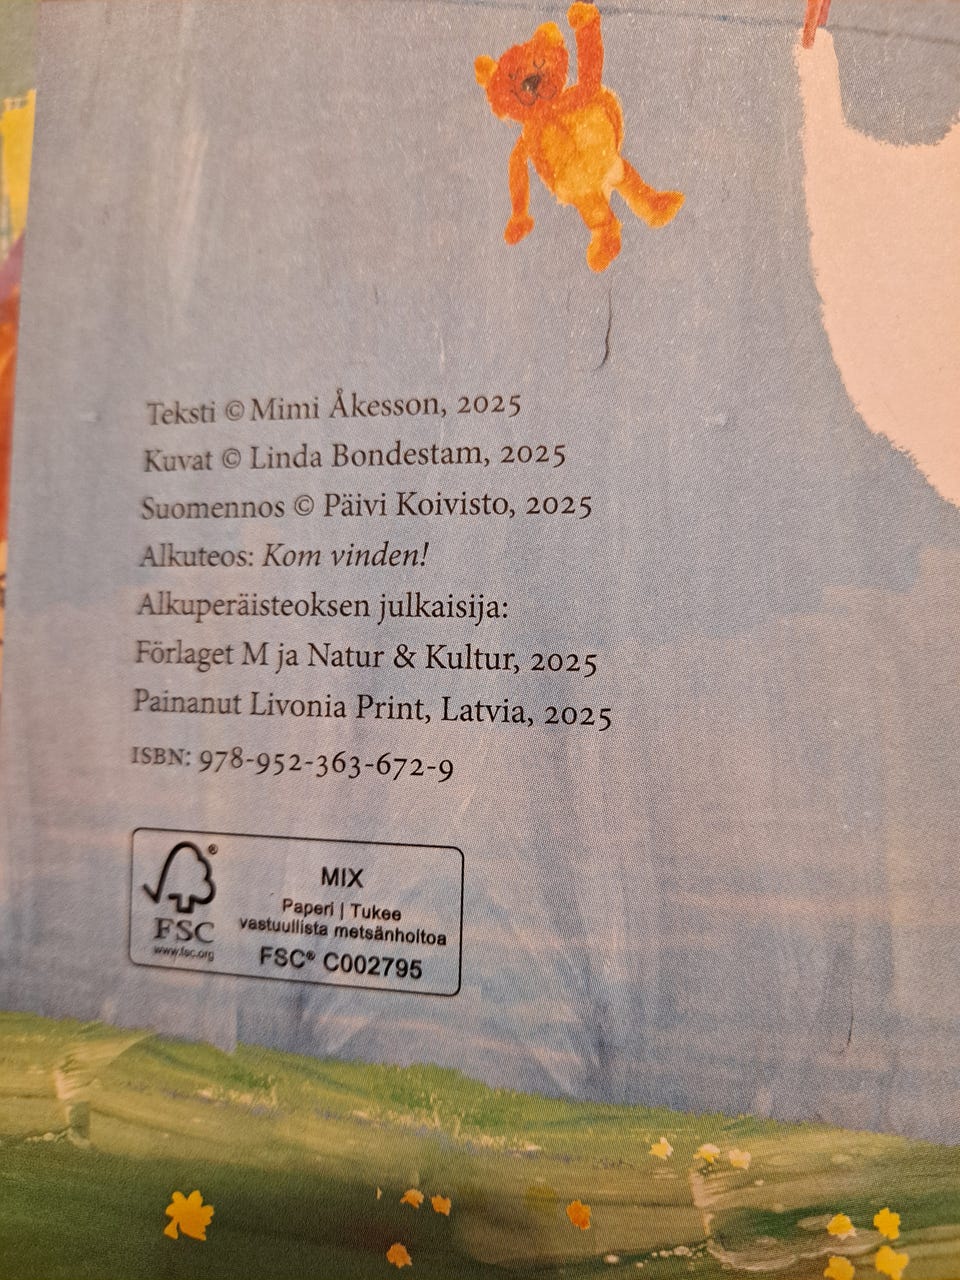 Teksti © Mimi Åkesson, 2025
Kuvat © Linda Bondestam, 2025
Suomennos © Päivi Koivisto, 2025
Alkuteos: Kom vinden!
Alkuperäisteoksen julkaisija:
Förlaget M ja Natur & Kultur, 2025
Painanut Livonia Print, Latvia, 2025
ISBN: 978-952-363-672-9
®
FSC
www.fsc.org
MIX
Paperi | Tukee
vastuullista metsänhoitoa
FSC® C002795